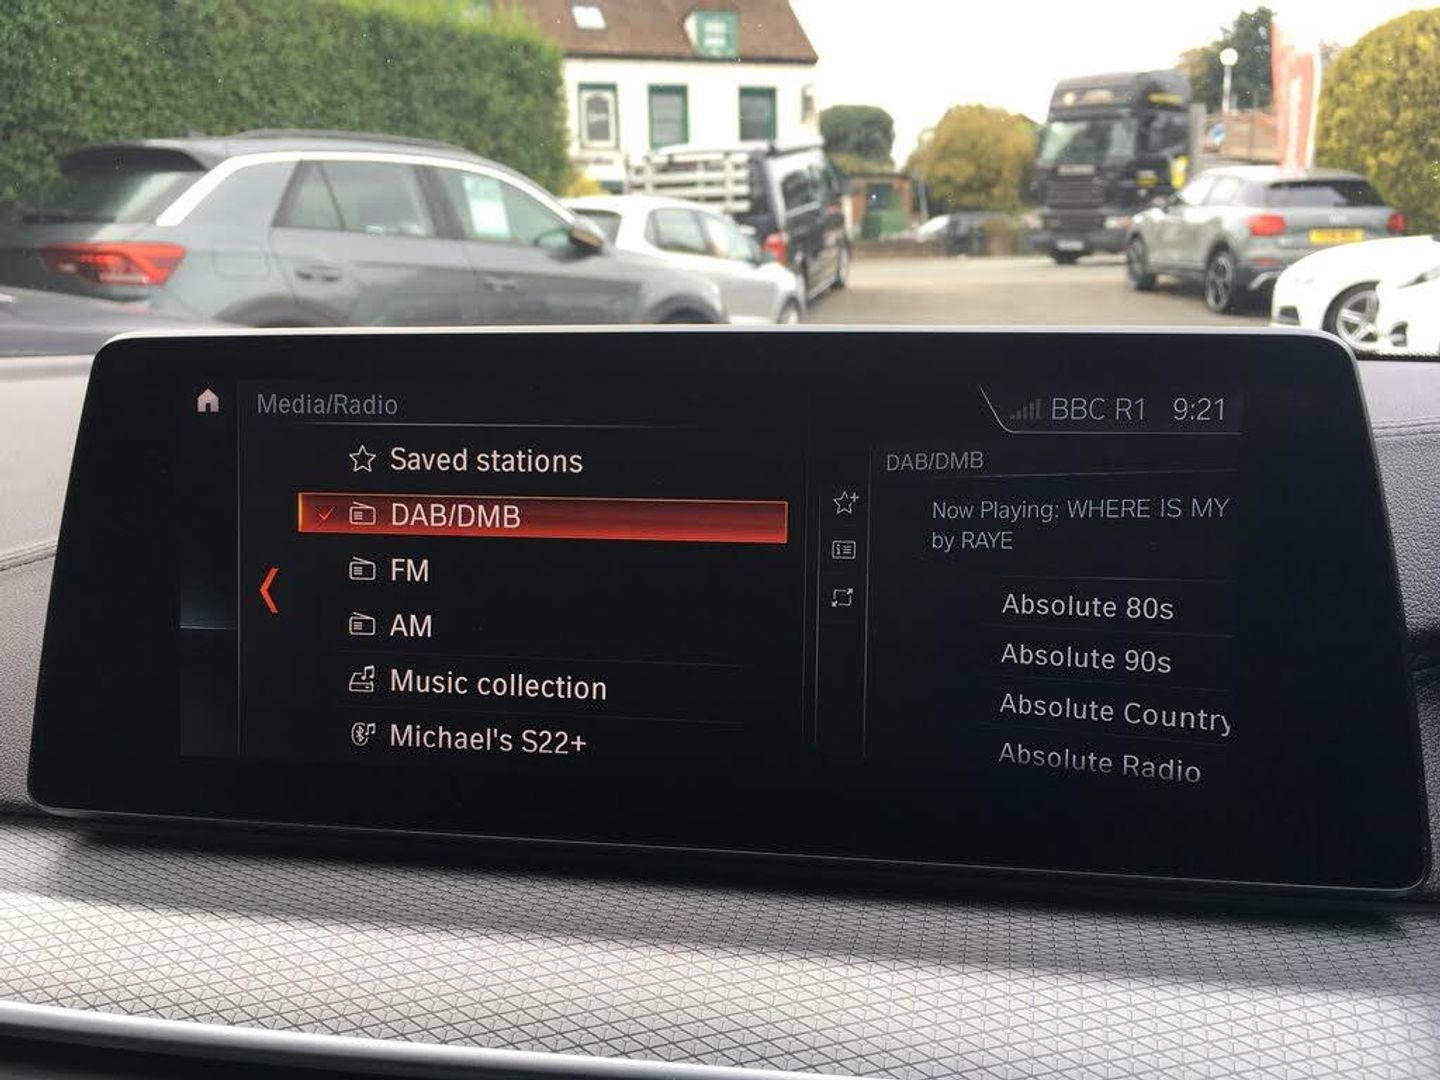 Media/Radio
BBC R1 9:21
Saved stations
DAB/DMB
FM
AM
Music collection
Michael's S22+
DAB/DMB
Now Playing: WHERE IS MY
by RAYE
Absolute 80s
Absolute 90s
Absolute Country
Absolute Radio